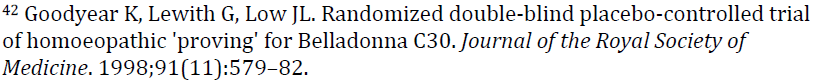 42 Goodyear K, Lewith G, Low JL. Randomized double-blind placebo-controlled trial
of homoeopathic 'proving' for Belladonna C30. Journal of the Royal Society of
Medicine. 1998;91(11):579–82.